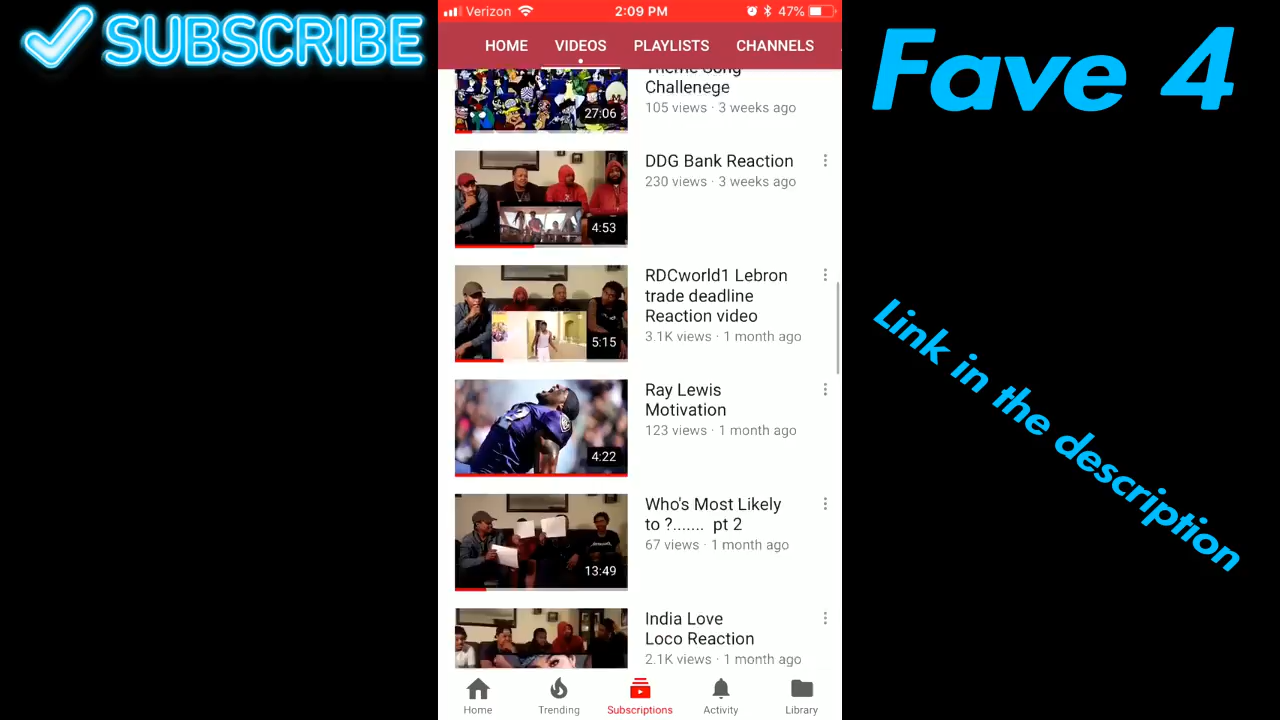 SUBSCRIBE
Verizon
2:09 PM
47%
HOME
VIDEOS
PLAYLISTS
CHANNELS
Theme Song
Challenege
105 views · 3 weeks ago
27:06
DDG Bank Reaction
230 views · 3 weeks ago
4:53
RDCworld1 Lebron
trade deadline
Reaction video
3.1K views · 1 month ago
5:15
Ray Lewis
Motivation
123 views · 1 month ago
4:22
Who's Most Likely
to ?....... pt 2
67 views · 1 month ago
13:49
India Love
Loco Reaction
2.1K views · 1 month ago
Home
Trending
Subscriptions
Activity
Library
Fave 4
Link in the description